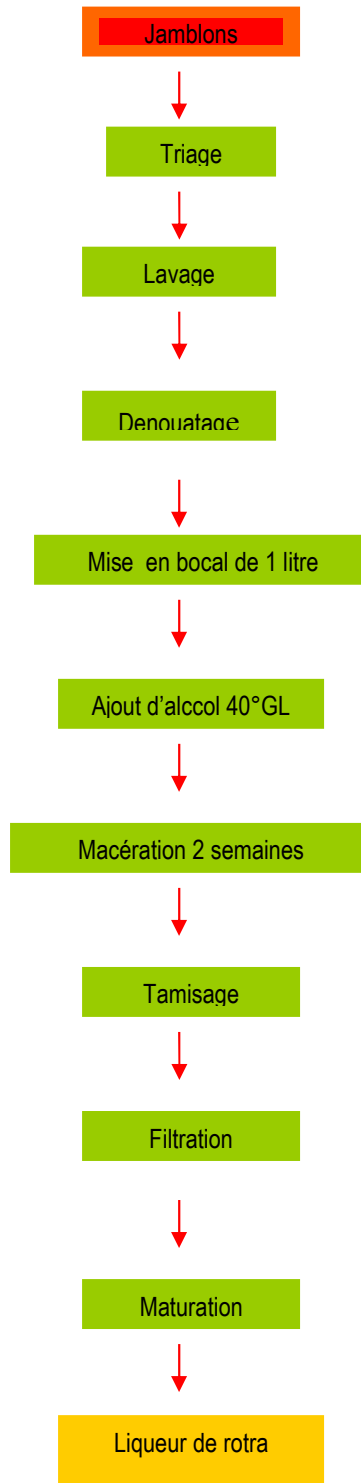 Jamblons
Triage
Lavage
Denouatage
Mise en bocal de 1 litre
Ajout d’alccol 40°GL
Macération 2 semaines
Tamisage
Filtration
Maturation
Liqueur de rotra